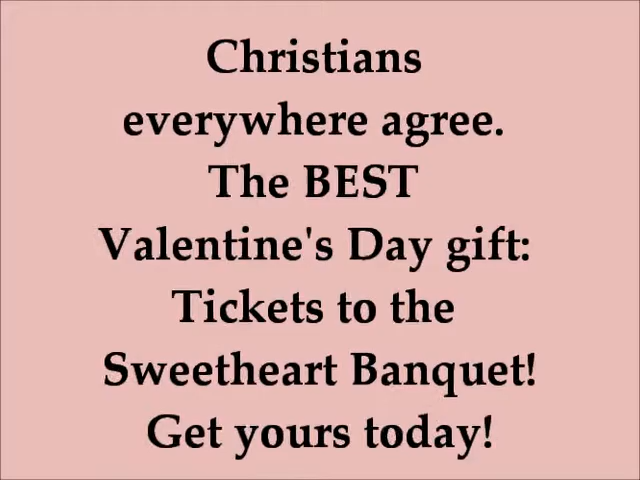 Christians
everywhere agree.
The BEST
Valentine's Day gift:
Tickets to the
Sweetheart Banquet!
Get yours today!